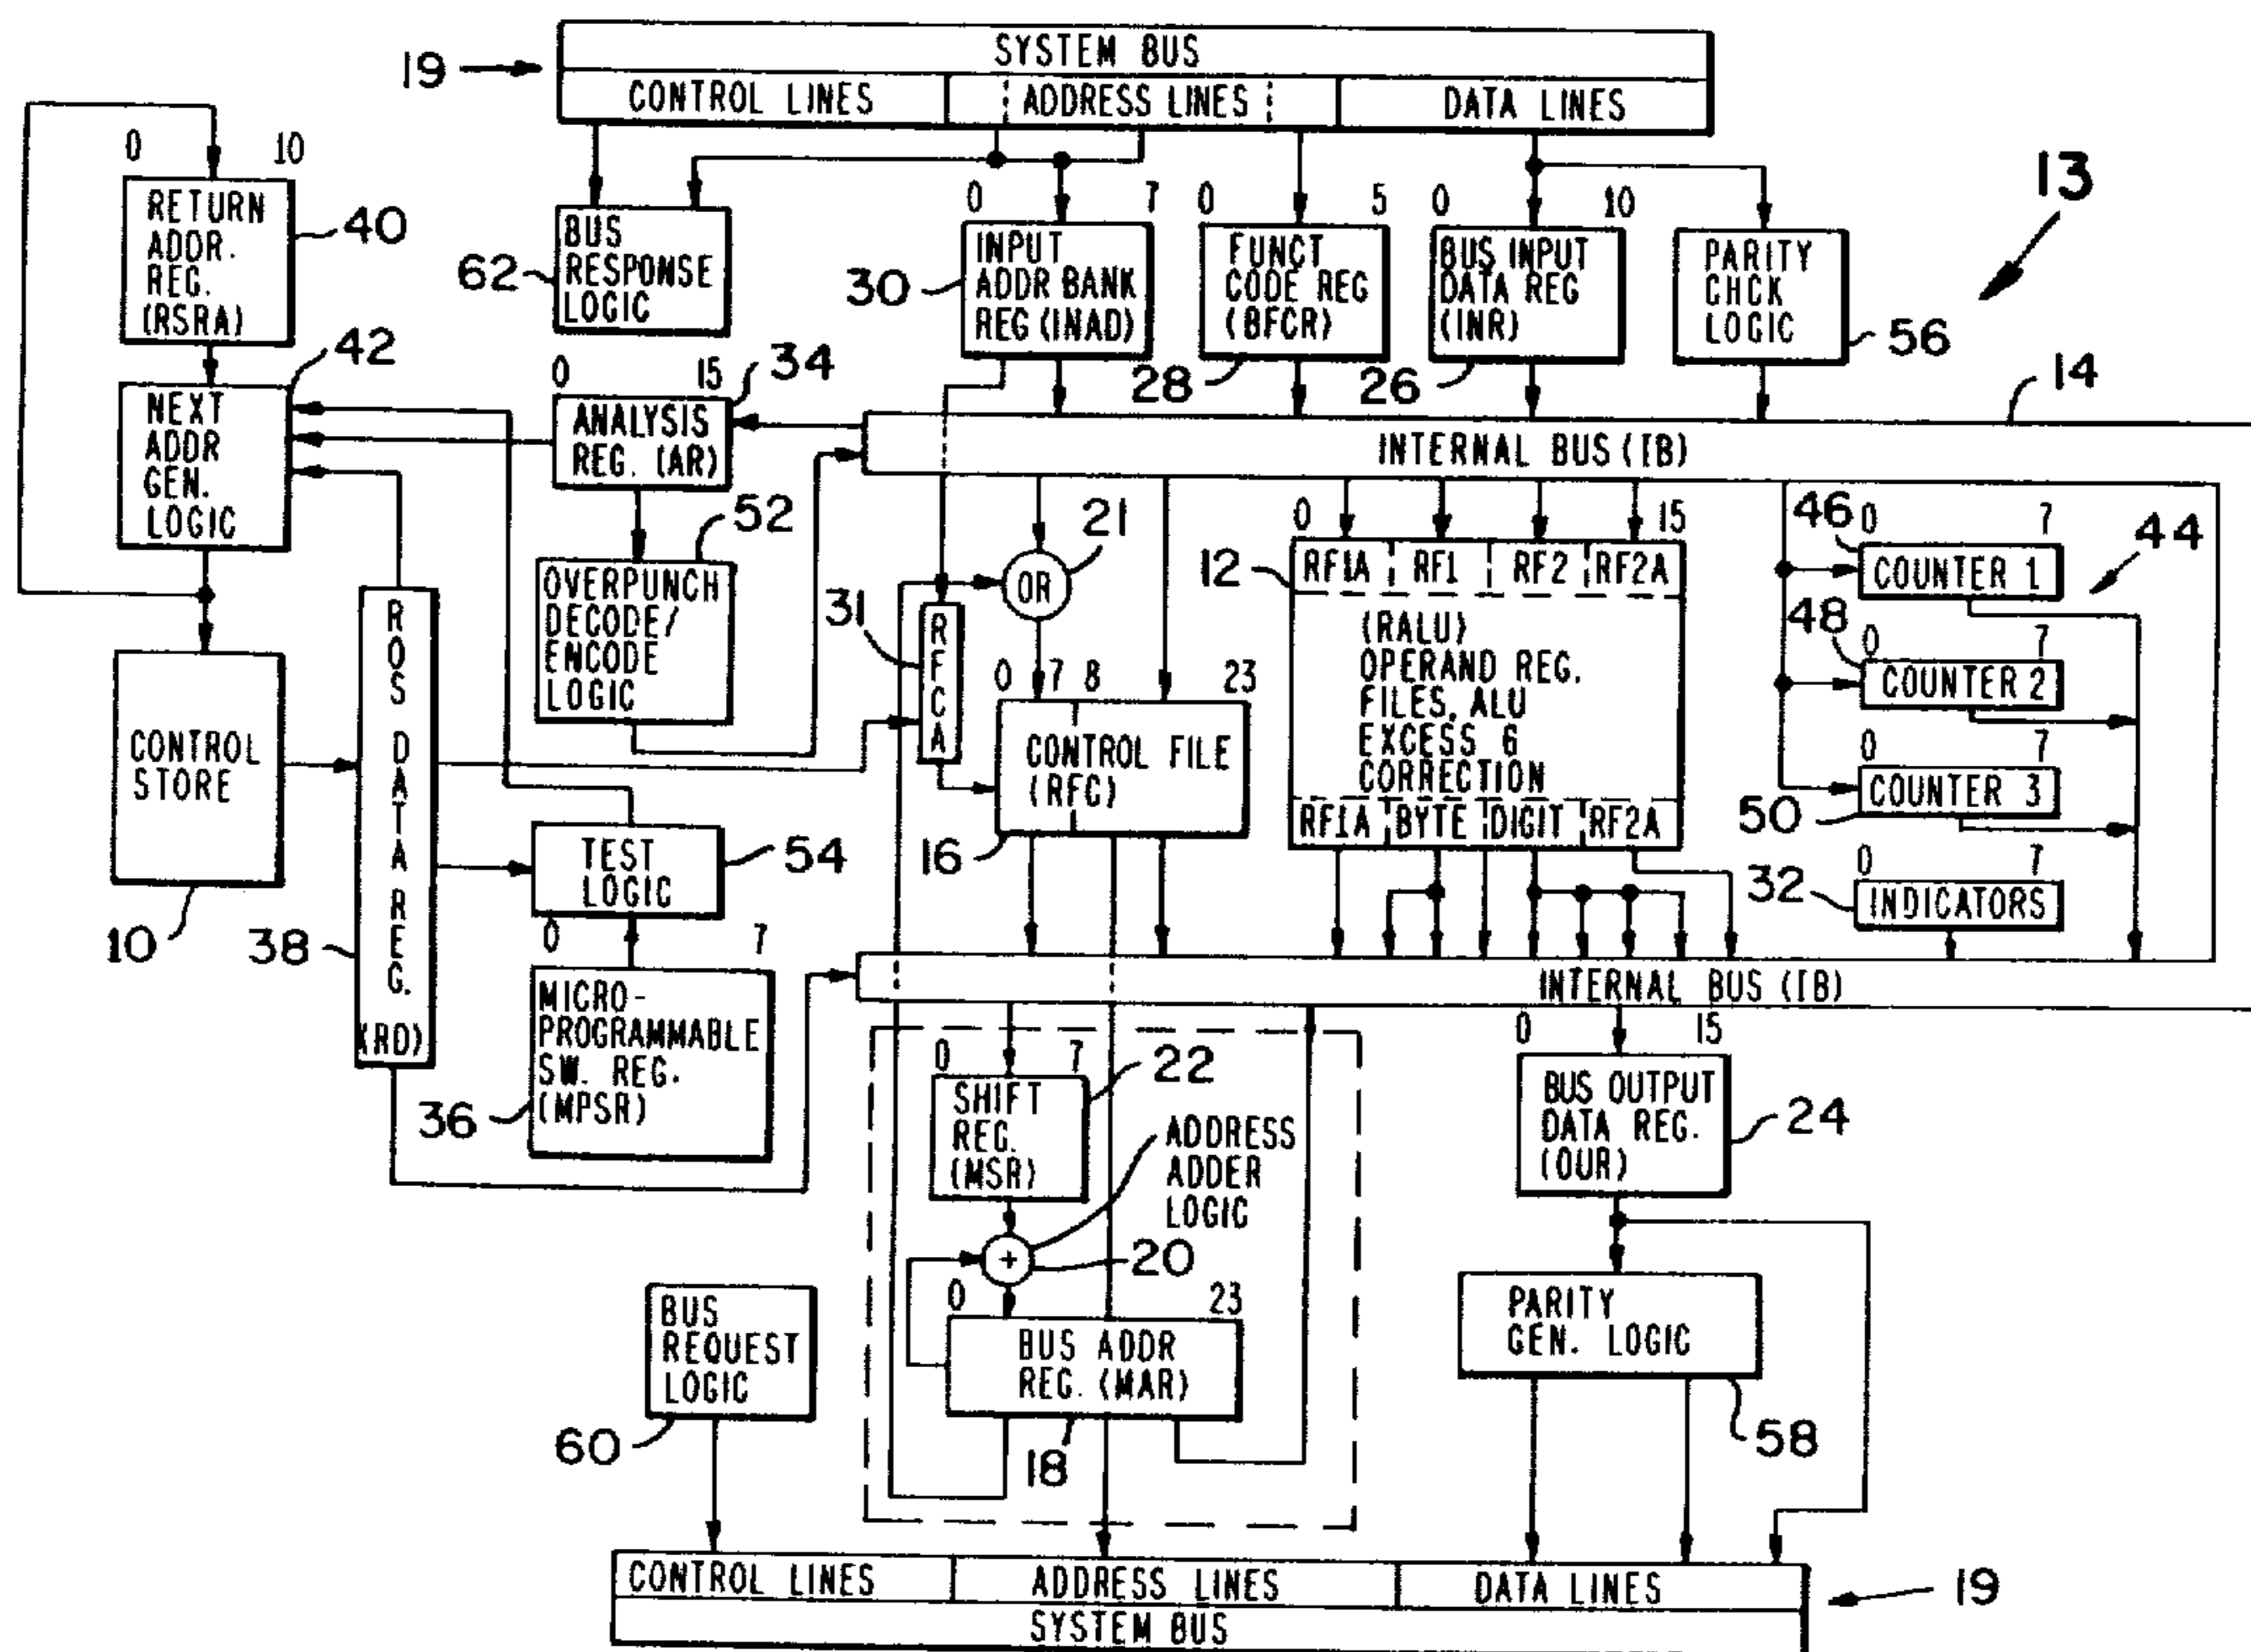 SYSTEM BUS
19
CONTROL LINES
ADDRESS LINES
DATA LINES
13
0 10
RETURN
ADDR.
REG.
(RSRA)
40
62
BUS
RESPONSE
LOGIC
0 7
30
INPUT
ADDR BANK
REG (INAD)
0 5
FUNCT
CODE REG
(BFCR)
28
0 10
BUS INPUT
DATA REG
(INR)
26
PARITY
CHCK
LOGIC
56
42
NEXT
ADDR
GEN.
LOGIC
0 15
34
ANALYSIS
REG. (AR)
14
INTERNAL BUS (IB)
52
OVERPUNCH
DECODE/
ENCODE
LOGIC
21
OR
31
RFCA
0 7 8 23
CONTROL FILE
(RFC)
16
0 15
12
RF1A RF1 RF2 RF2A
(RALU)
OPERAND REG.
FILES, ALU
EXCESS 6
CORRECTION
RF1A BYTE DIGIT RF2A
46
0 7
44
COUNTER 1
48
0 7
COUNTER 2
0 7
COUNTER 3
50
0 7
32
INDICATORS
CONTROL
STORE
10
ROS DATA REG.
(RD)
38
TEST
LOGIC
54
0 7
MICRO-
PROGRAMMABLE
SW. REG.
(MPSR)
36
INTERNAL BUS (IB)
0 7
SHIFT
REG.
(MSR)
22
ADDRESS
ADDER
LOGIC
+
20
0 23
BUS ADDR
REG. (MAR)
18
0 15
BUS OUTPUT
DATA REG.
(OUR)
24
PARITY
GEN. LOGIC
58
BUS
REQUEST
LOGIC
60
CONTROL LINES
ADDRESS LINES
DATA LINES
19
SYSTEM BUS